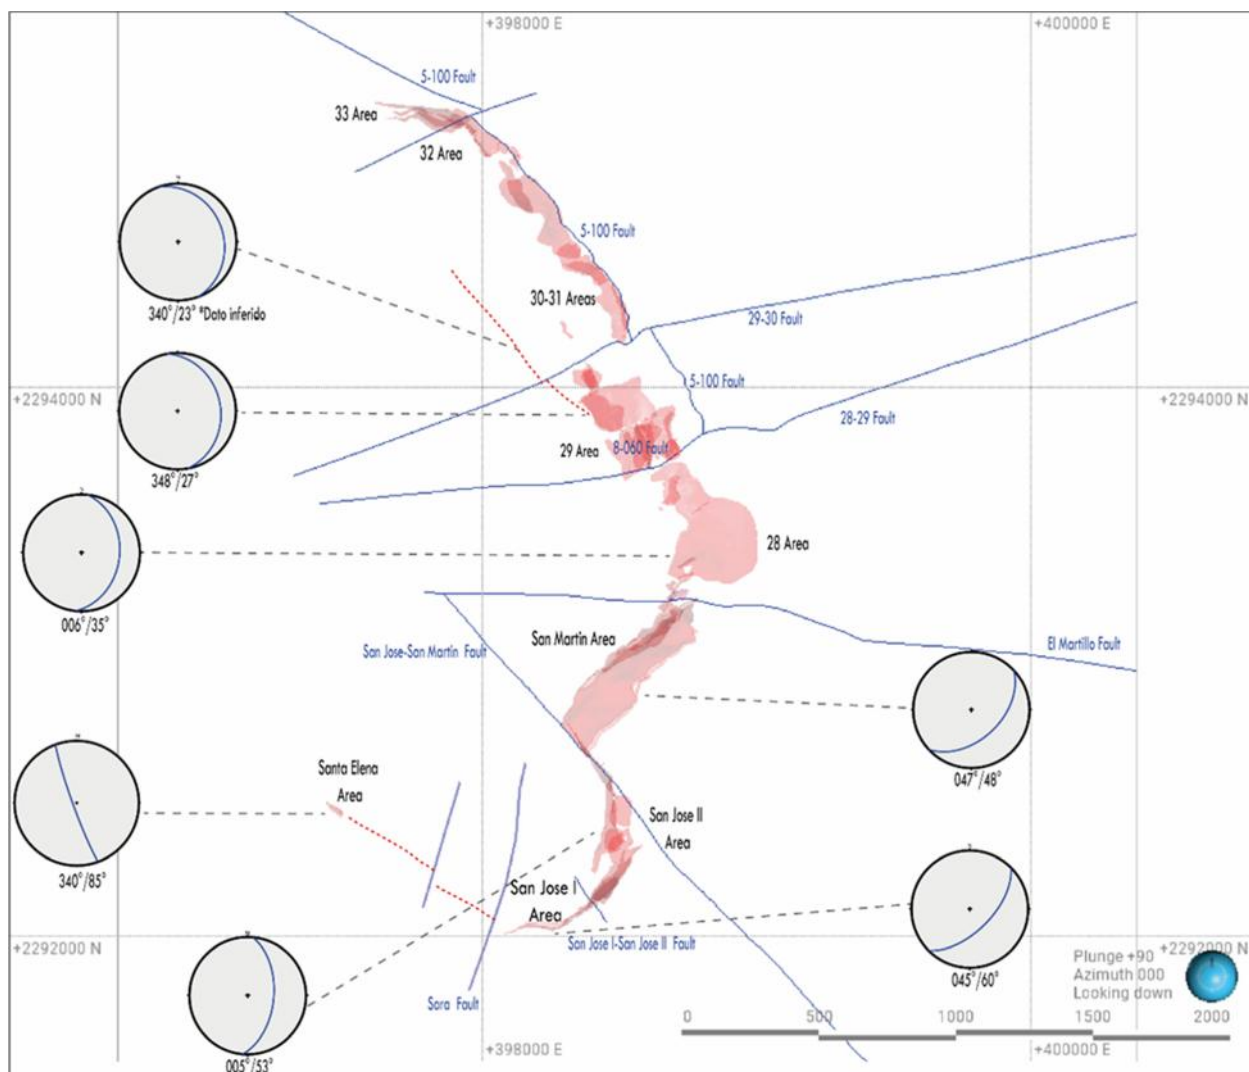 +398000 E
+400000 E
5-100 Fault
33 Area
32 Area
5-100 Fault
30-31 Areas
340°/23° *Dato inferido
29-30 Fault
5-100 Fault
+2294000 N
+2294000 N
28-29 Fault
29 Area
8-060 Fault
348°/27°
28 Area
006°/35°
San Martin Area
San Jose-San Martin Fault
El Martillo Fault
047°/48°
Santa Elena
Area
San Jose II
Area
340°/85°
San Jose I
Area
+2292000 N
San Jose I-San Jose II Fault
+2292000 N
Plunge +90
Azimuth 000
Looking down
045°/60°
Sara Fault
0
500
1000
1500
2000
+398000 E
+400000 E
005°/53°